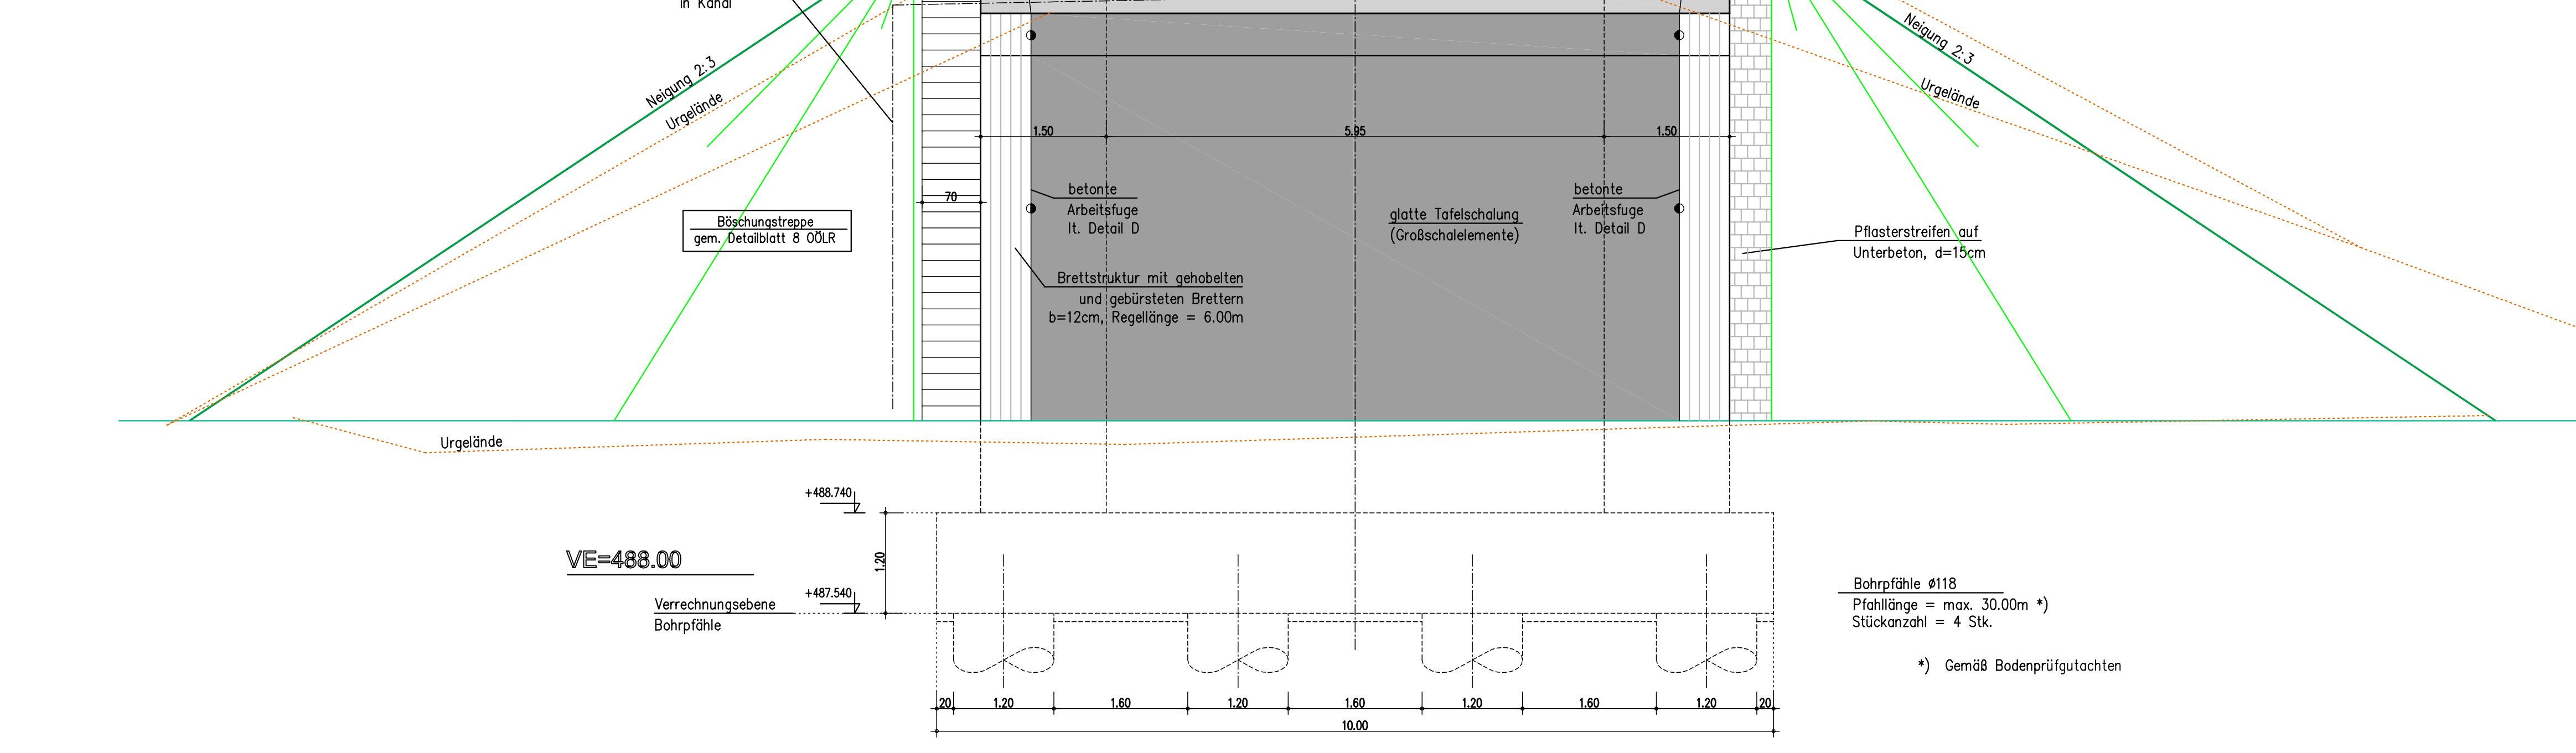 in Kanal
Neigung 2:3
Urgelände
Neigung 2:3
Urgelände
1.50
5.95
1.50
70
betonte
Arbeitsfuge
lt. Detail D
glatte Tafelschalung
(Großschalelemente)
betonte
Arbeitsfuge
lt. Detail D
Böschungstreppe
gem. Detailblatt 8 OÖLR
Pflasterstreifen auf
Unterbeton, d=15cm
Brettstruktur mit gehobelten
und gebürsteten Brettern
b=12cm, Regellänge = 6.00m
Urgelände
+488.740
VE=488.00
1.20
+487.540
Verrechnungsebene
Bohrpfähle
Bohrpfähle ø118
Pfahllänge = max. 30.00m *)
Stückanzahl = 4 Stk.
*) Gemäß Bodenprüfgutachten
20 1.20 1.60 1.20 1.60 1.20 1.60 1.20 20
10.00